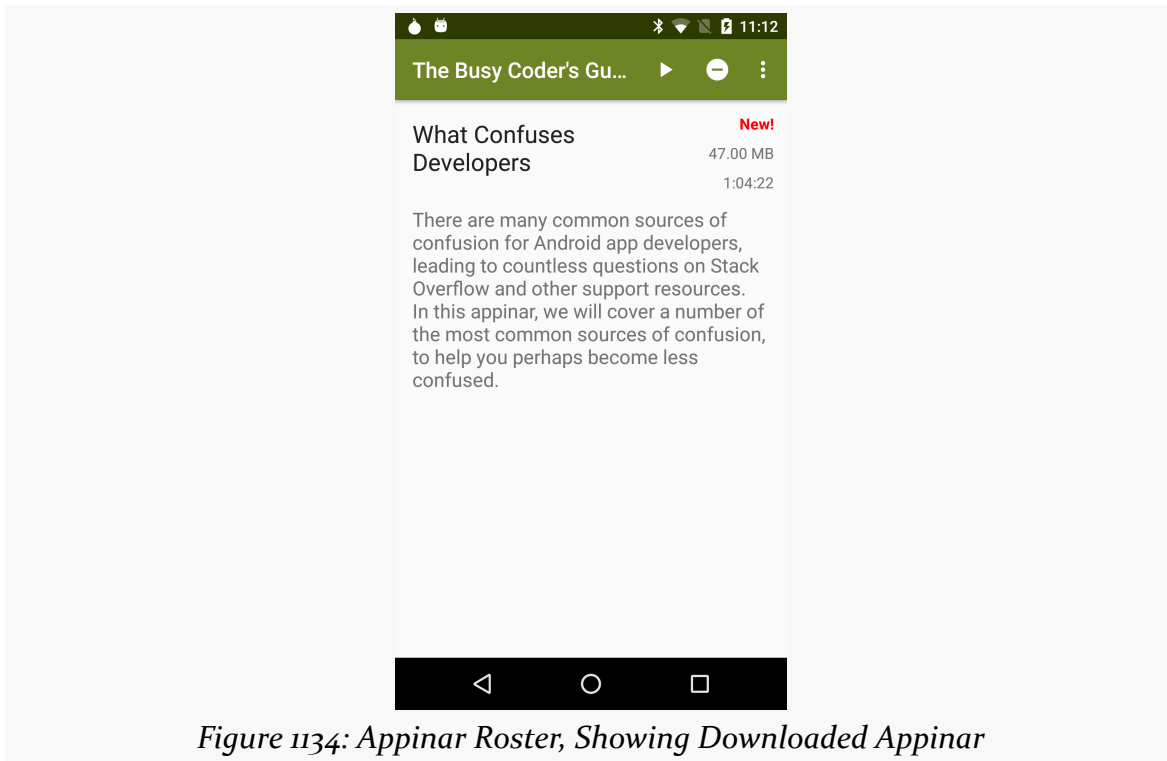 11:12
The Busy Coder's Gu...
What Confuses
Developers
New!
47.00 MB
1:04:22
There are many common sources of
confusion for Android app developers,
leading to countless questions on Stack
Overflow and other support resources.
In this appinar, we will cover a number of
the most common sources of confusion,
to help you perhaps become less
confused.
Figure 1134: Appinar Roster, Showing Downloaded Appinar